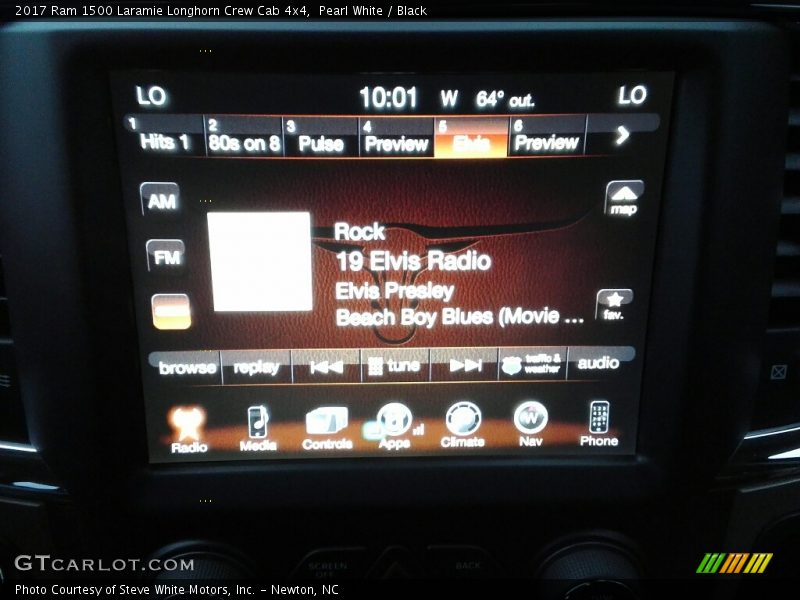 2017 Ram 1500 Laramie Longhorn Crew Cab 4x4, Pearl White / Black
LO 10:01 W 64° out. LO
1 Hits 1 2 80s on 8 3 Pulse 4 Preview 5 Elvis 6 Preview
AM
map
FM
Rock
19 Elvis Radio
Elvis Presley
Beach Boy Blues (Movie ...
fav.
browse replay tune traffic & weather audio
Radio Media Controls Apps Climate Nav Phone
W
SCREEN OFF
BACK
GTCARLOT.COM
Photo Courtesy of Steve White Motors, Inc. - Newton, NC